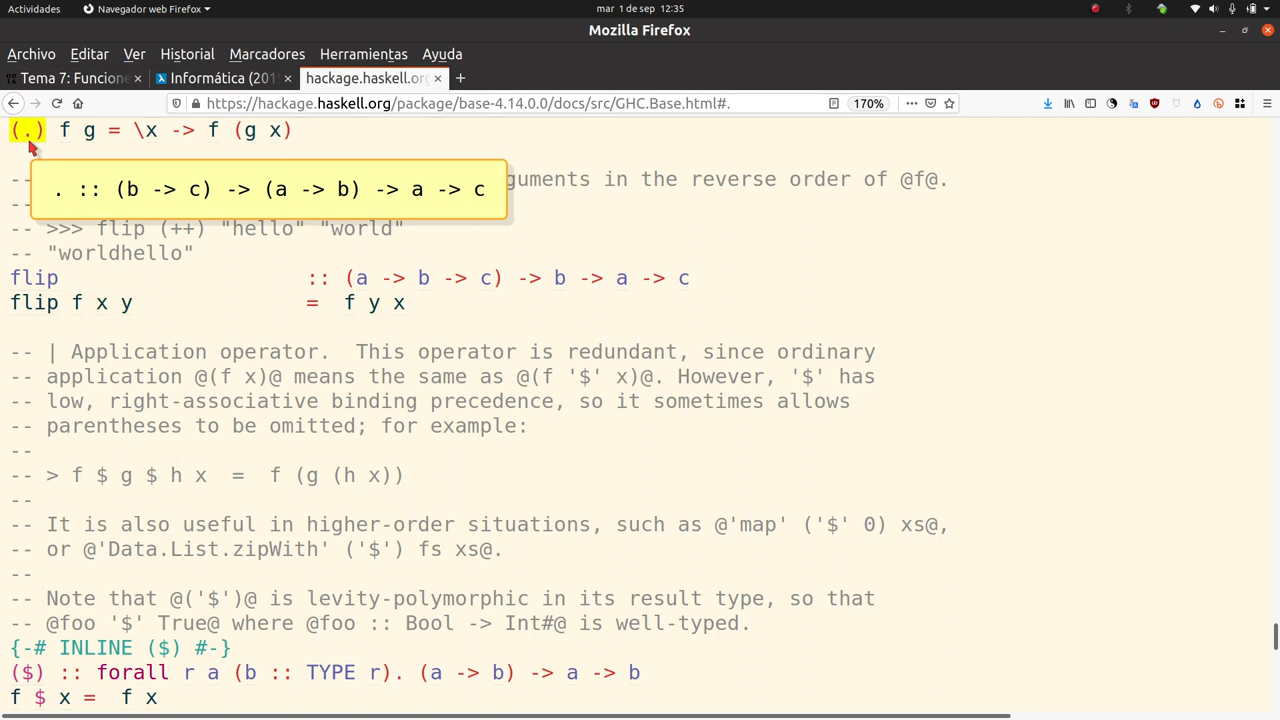 Actividades Navegador web Firefox mar 1 de sep 12:35
Mozilla Firefox
Archivo Editar Ver Historial Marcadores Herramientas Ayuda
Tema 7: Funcione × Informática (201 × hackage.haskell.org ×
https://hackage.haskell.org/package/base-4.14.0.0/docs/src/GHC.Base.html#. 170%
(.) f g = \x -> f (g x)
. :: (b -> c) -> (a -> b) -> a -> c
-- guments in the reverse order of @f@.
--
-- >>> flip (++) "hello" "world"
-- "worldhello"
flip :: (a -> b -> c) -> b -> a -> c
flip f x y = f y x
-- | Application operator. This operator is redundant, since ordinary
-- application @(f x)@ means the same as @(f '$' x)@. However, '$' has
-- low, right-associative binding precedence, so it sometimes allows
-- parentheses to be omitted; for example:
--
-- > f $ g $ h x = f (g (h x))
--
-- It is also useful in higher-order situations, such as @'map' ('$' 0) xs@,
-- or @'Data.List.zipWith' ('$') fs xs@.
--
-- Note that @('$')@ is levity-polymorphic in its result type, so that
-- @foo '$' True@ where @foo :: Bool -> Int#@ is well-typed.
{-# INLINE ($) #-}
($) :: forall r a (b :: TYPE r). (a -> b) -> a -> b
f $ x = f x